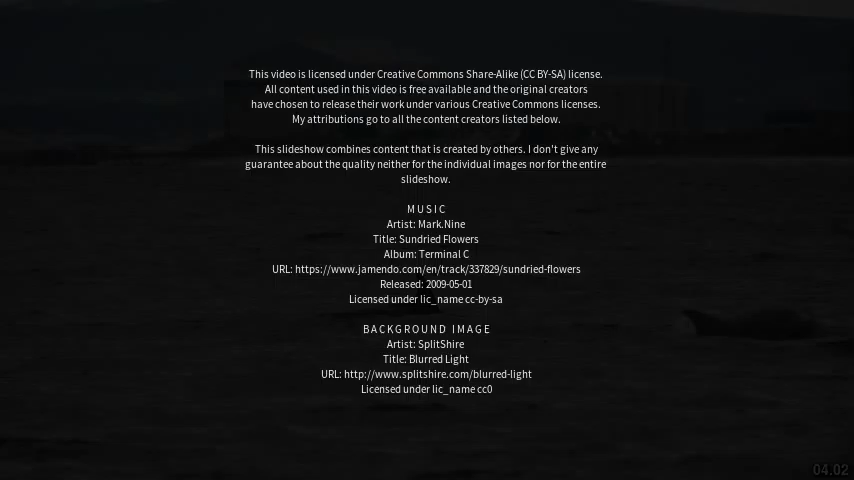 This video is licensed under Creative Commons Share-Alike (CC BY-SA) license.
All content used in this video is free available and the original creators
have chosen to release their work under various Creative Commons licenses.
My attributions go to all the content creators listed below.
This slideshow combines content that is created by others. I don't give any
guarantee about the quality neither for the individual images nor for the entire
slideshow.
MUSIC
Artist: Mark.Nine
Title: Sundried Flowers
Album: Terminal C
URL: https://www.jamendo.com/en/track/337829/sundried-flowers
Released: 2009-05-01
Licensed under lic_name cc-by-sa
BACKGROUND IMAGE
Artist: SplitShire
Title: Blurred Light
URL: http://www.splitshire.com/blurred-light
Licensed under lic_name cc0
04.02